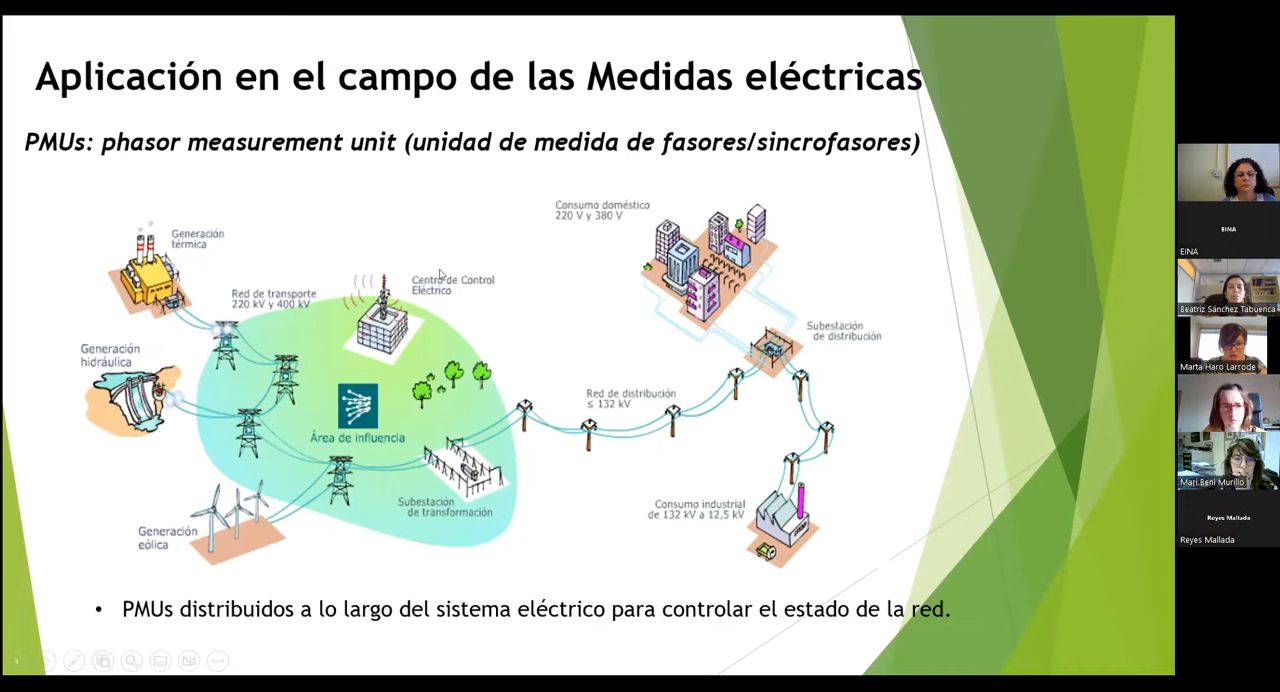 Aplicación en el campo de las Medidas eléctricas
PMUs: phasor measurement unit (unidad de medida de fasores/sincrofasores)
Consumo doméstico
220 V y 380 V
Generación
térmica
Centro de Control
Eléctrico
Red de transporte
220 kV y 400 kV
Subestación
de distribución
Generación
hidráulica
Red de distribución
≤ 132 kV
Área de influencia
Subestación
de transformación
Consumo industrial
de 132 kV a 12,5 kV
Generación
eólica
• PMUs distribuidos a lo largo del sistema eléctrico para controlar el estado de la red.
EINA
EINA
Beatriz Sánchez Tabuenca
Marta Haro Larrode
Mari.Beni Murillo
Reyes Mallada
Reyes Mallada